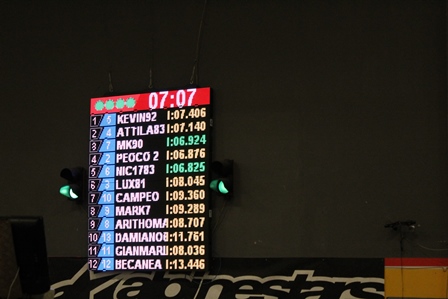 07:07
1 5 KEVIN92 1:07.406
2 4 ATTILA83 1:07.140
3 7 MK90 1:06.924
4 2 PEOCO 2 1:06.876
5 6 NIC1783 1:06.825
6 3 LUX81 1:08.045
7 10 CAMPEO 1:09.360
8 9 MARK7 1:09.289
9 8 ARITHOMA 1:08.707
10 13 DAMIANO8 1:11.761
11 11 GIANMARI 1:08.036
12 12 BECANEA 1:13.446
alpinestars